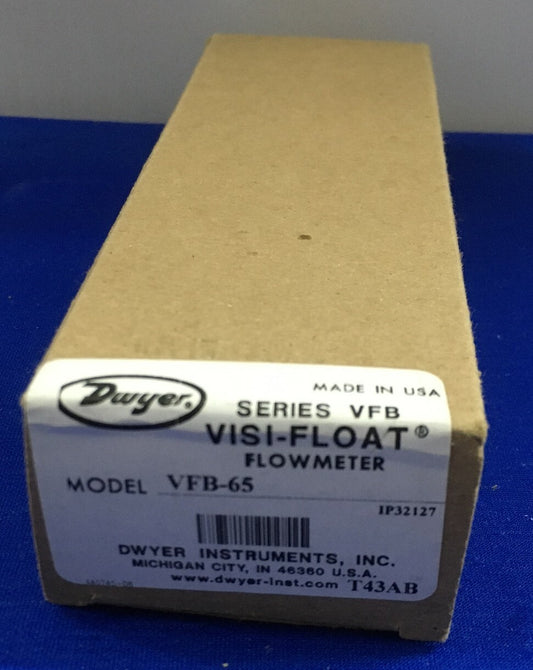 Dwyer®
MADE IN USA
SERIES VFB
VISI-FLOAT®
FLOWMETER
MODEL VFB-65
IP32127
DWYER INSTRUMENTS, INC.
MICHIGAN CITY, IN 46360 U.S.A.
www.dwyer-inst.com T43AB